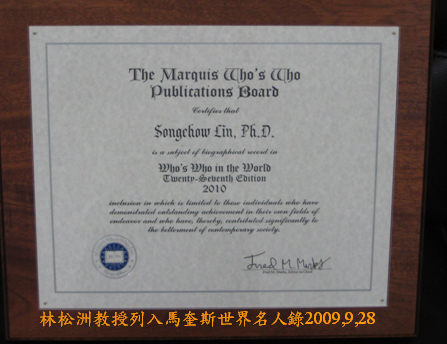 The Marquis Who's Who
Publications Board
Certifies that
Songchow Lin, Ph.D.
is a subject of biographical record in
Who's Who in the World
Twenty-Seventh Edition
2010
inclusion in which is limited to those individuals who have
demonstrated outstanding achievement in their own fields of
endeavor and who have, thereby, contributed significantly to
the betterment of contemporary society.
Fred M. Marks
林松洲教授列入馬奎斯世界名人錄2009,9,28